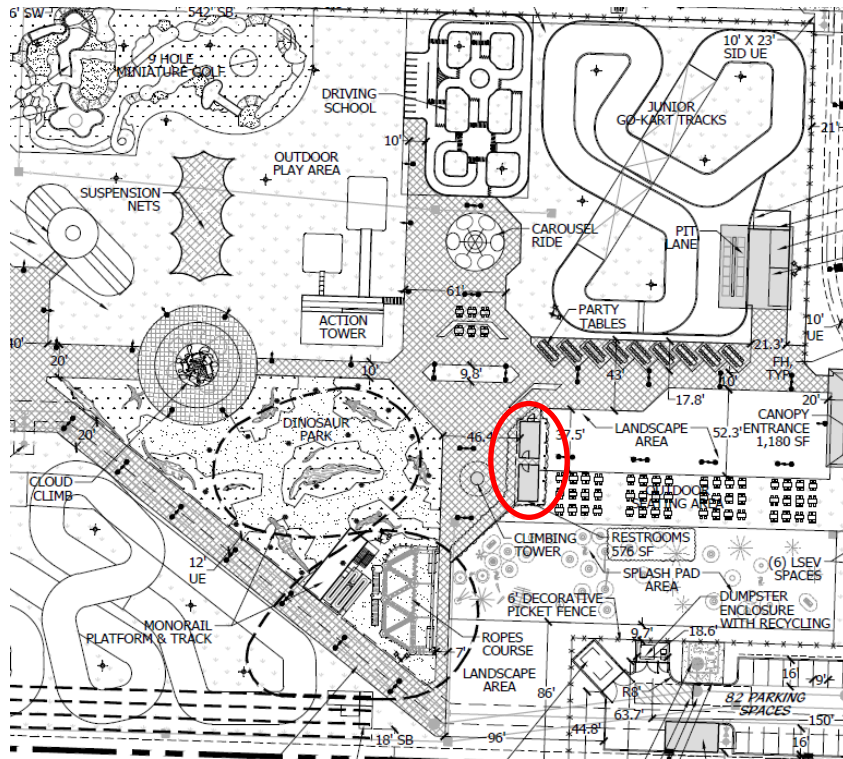 6' SW
542' SB
9 HOLE
MINIATURE GOLF
DRIVING
SCHOOL
10' X 23'
SID UE
JUNIOR
GO-KART TRACKS
21'
10'
OUTDOOR
PLAY AREA
SUSPENSION
NETS
CAROUSEL
RIDE
PIT
LANE
61'
ACTION
TOWER
PARTY
TABLES
10'
UE
40'
20'
10'
9.8'
43'
21.3'
FH,
TYP.
10'
17.8'
20'
DINOSAUR
PARK
20'
46.4'
37.5'
LANDSCAPE
AREA
52.3'
CANOPY
ENTRANCE
1,180 SF
CLOUD
CLIMB
OUTDOOR
SEATING AREA
CLIMBING
TOWER
RESTROOMS
576 SF
12'
UE
SPLASH PAD
AREA
(6) LSEV
SPACES
6' DECORATIVE
PICKET FENCE
DUMPSTER
ENCLOSURE
WITH RECYCLING
MONORAIL
PLATFORM & TRACK
ROPES
COURSE
7'
9.7'
18.6'
LANDSCAPE
AREA
86'
R8'
16'
9'
82 PARKING
SPACES
63.7'
150'
44.8'
18' SB
96'
16'